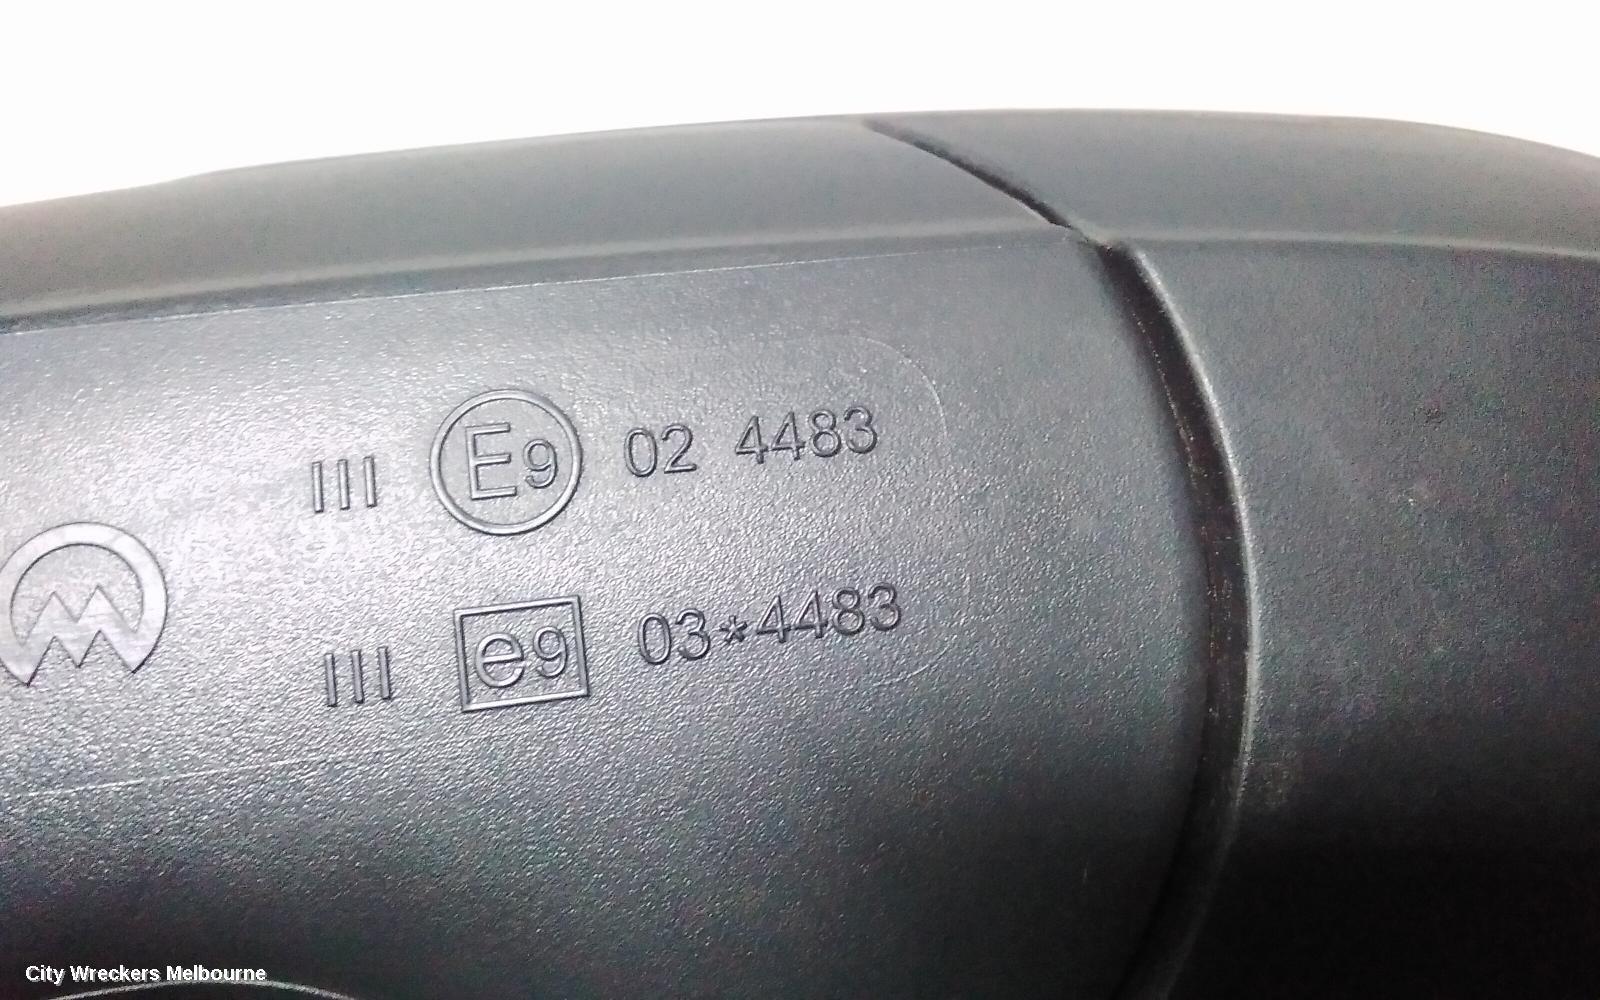 III E9 02 4483
III e9 03*4483
City Wreckers Melbourne